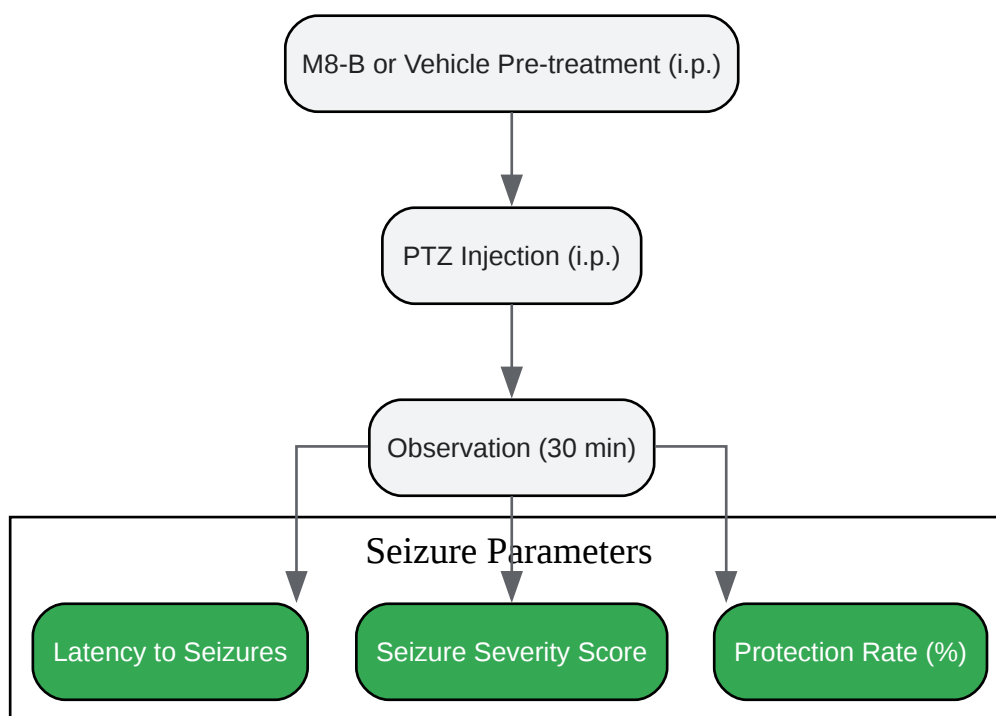 M8-B or Vehicle Pre-treatment (i.p.)
PTZ Injection (i.p.)
Observation (30 min)
Seizure Parameters
Latency to Seizures
Seizure Severity Score
Protection Rate (%)